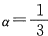 α = 1/3